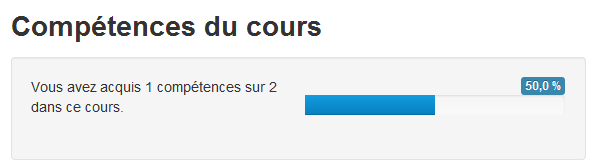 Compétences du cours
Vous avez acquis 1 compétences sur 2
dans ce cours.
50,0 %